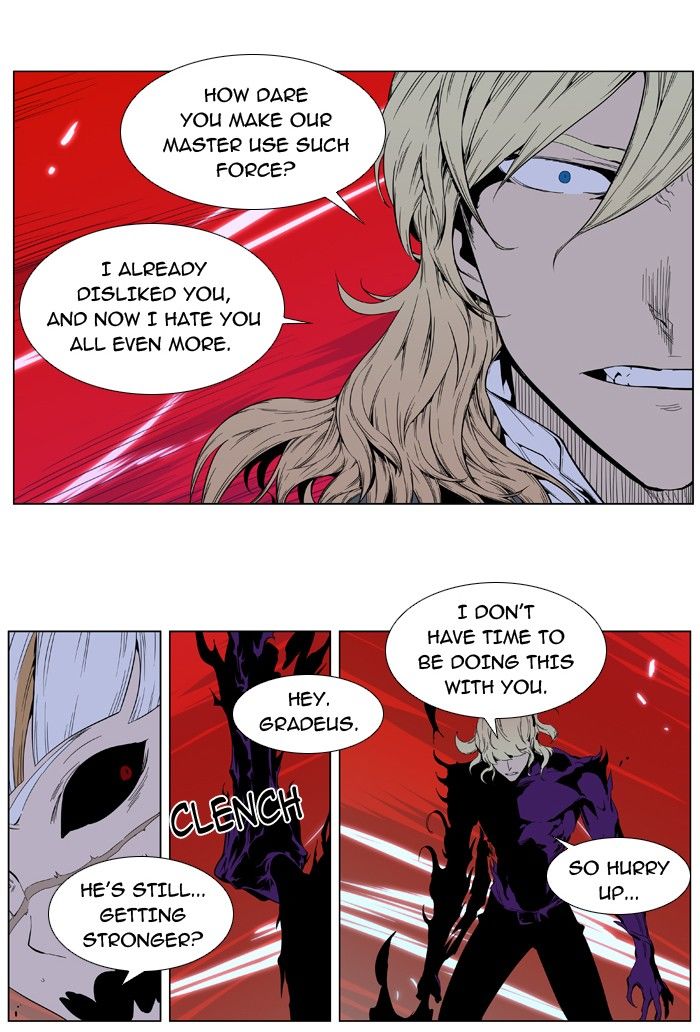 HOW DARE
YOU MAKE OUR
MASTER USE SUCH
FORCE?
I ALREADY
DISLIKED YOU,
AND NOW I HATE YOU
ALL EVEN MORE.
HE'S STILL...
GETTING
STRONGER?
HEY.
GRADEUS.
CLENCH
I DON'T
HAVE TIME TO
BE DOING THIS
WITH YOU.
SO HURRY
UP...